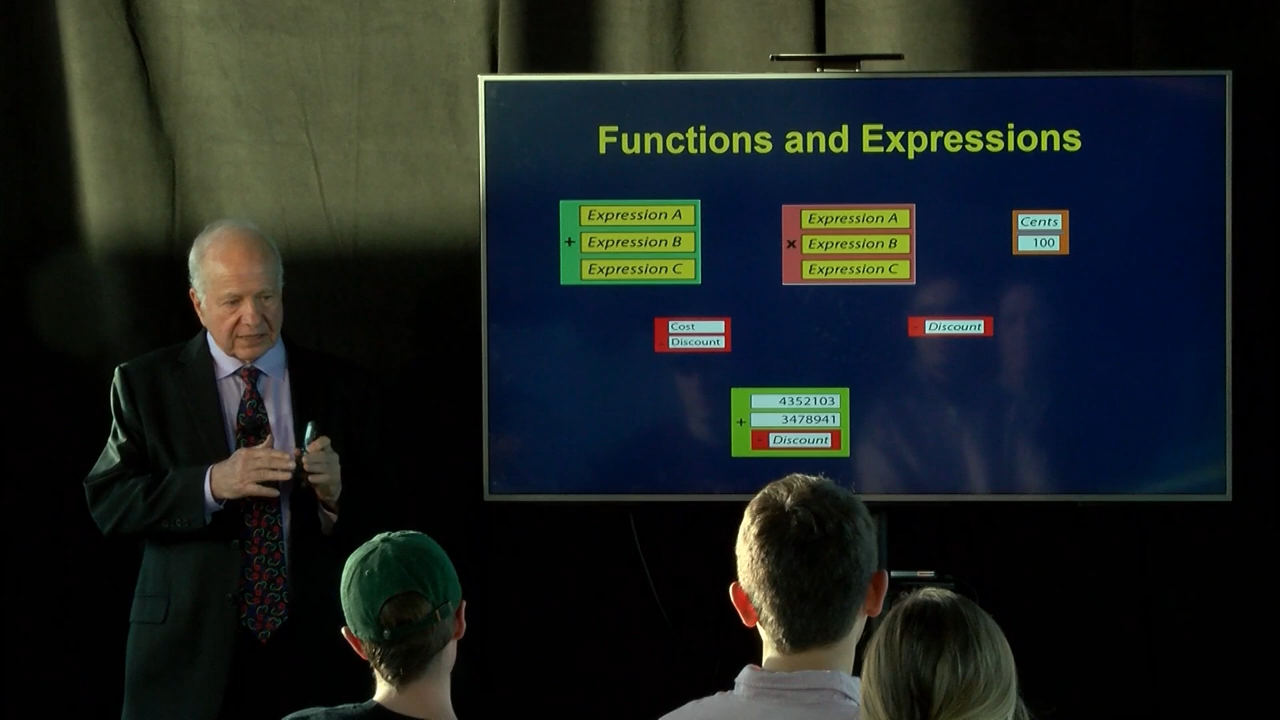 Functions and Expressions
Expression A
+ Expression B
Expression C
Expression A
x Expression B
Expression C
Cents
100
Cost
Discount
- Discount
4352103
+ 3478941
- Discount